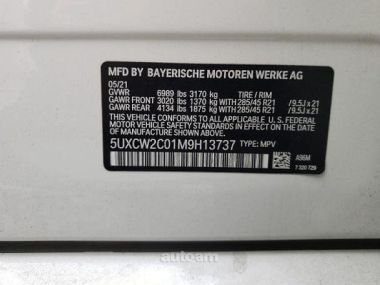 MFD BY BAYERISCHE MOTOREN WERKE AG
05/21
GVWR 6989 lbs 3170 kg TIRE / RIM
GAWR FRONT 3020 lbs 1370 kg WITH 285/45 R21 /9.5J x 21
GAWR REAR 4134 lbs 1875 kg WITH 285/45 R21 /9.5J x 21
THIS VEHICLE CONFORMS TO ALL APPLICABLE U.S. FEDERAL
MOTOR VEHICLE SAFETY STANDARDS IN EFFECT ON THE
DATE OF MANUFACTURE SHOWN ABOVE.
5UXCW2C01M9H13737 TYPE: MPV
A96M
7 320 729
autoam